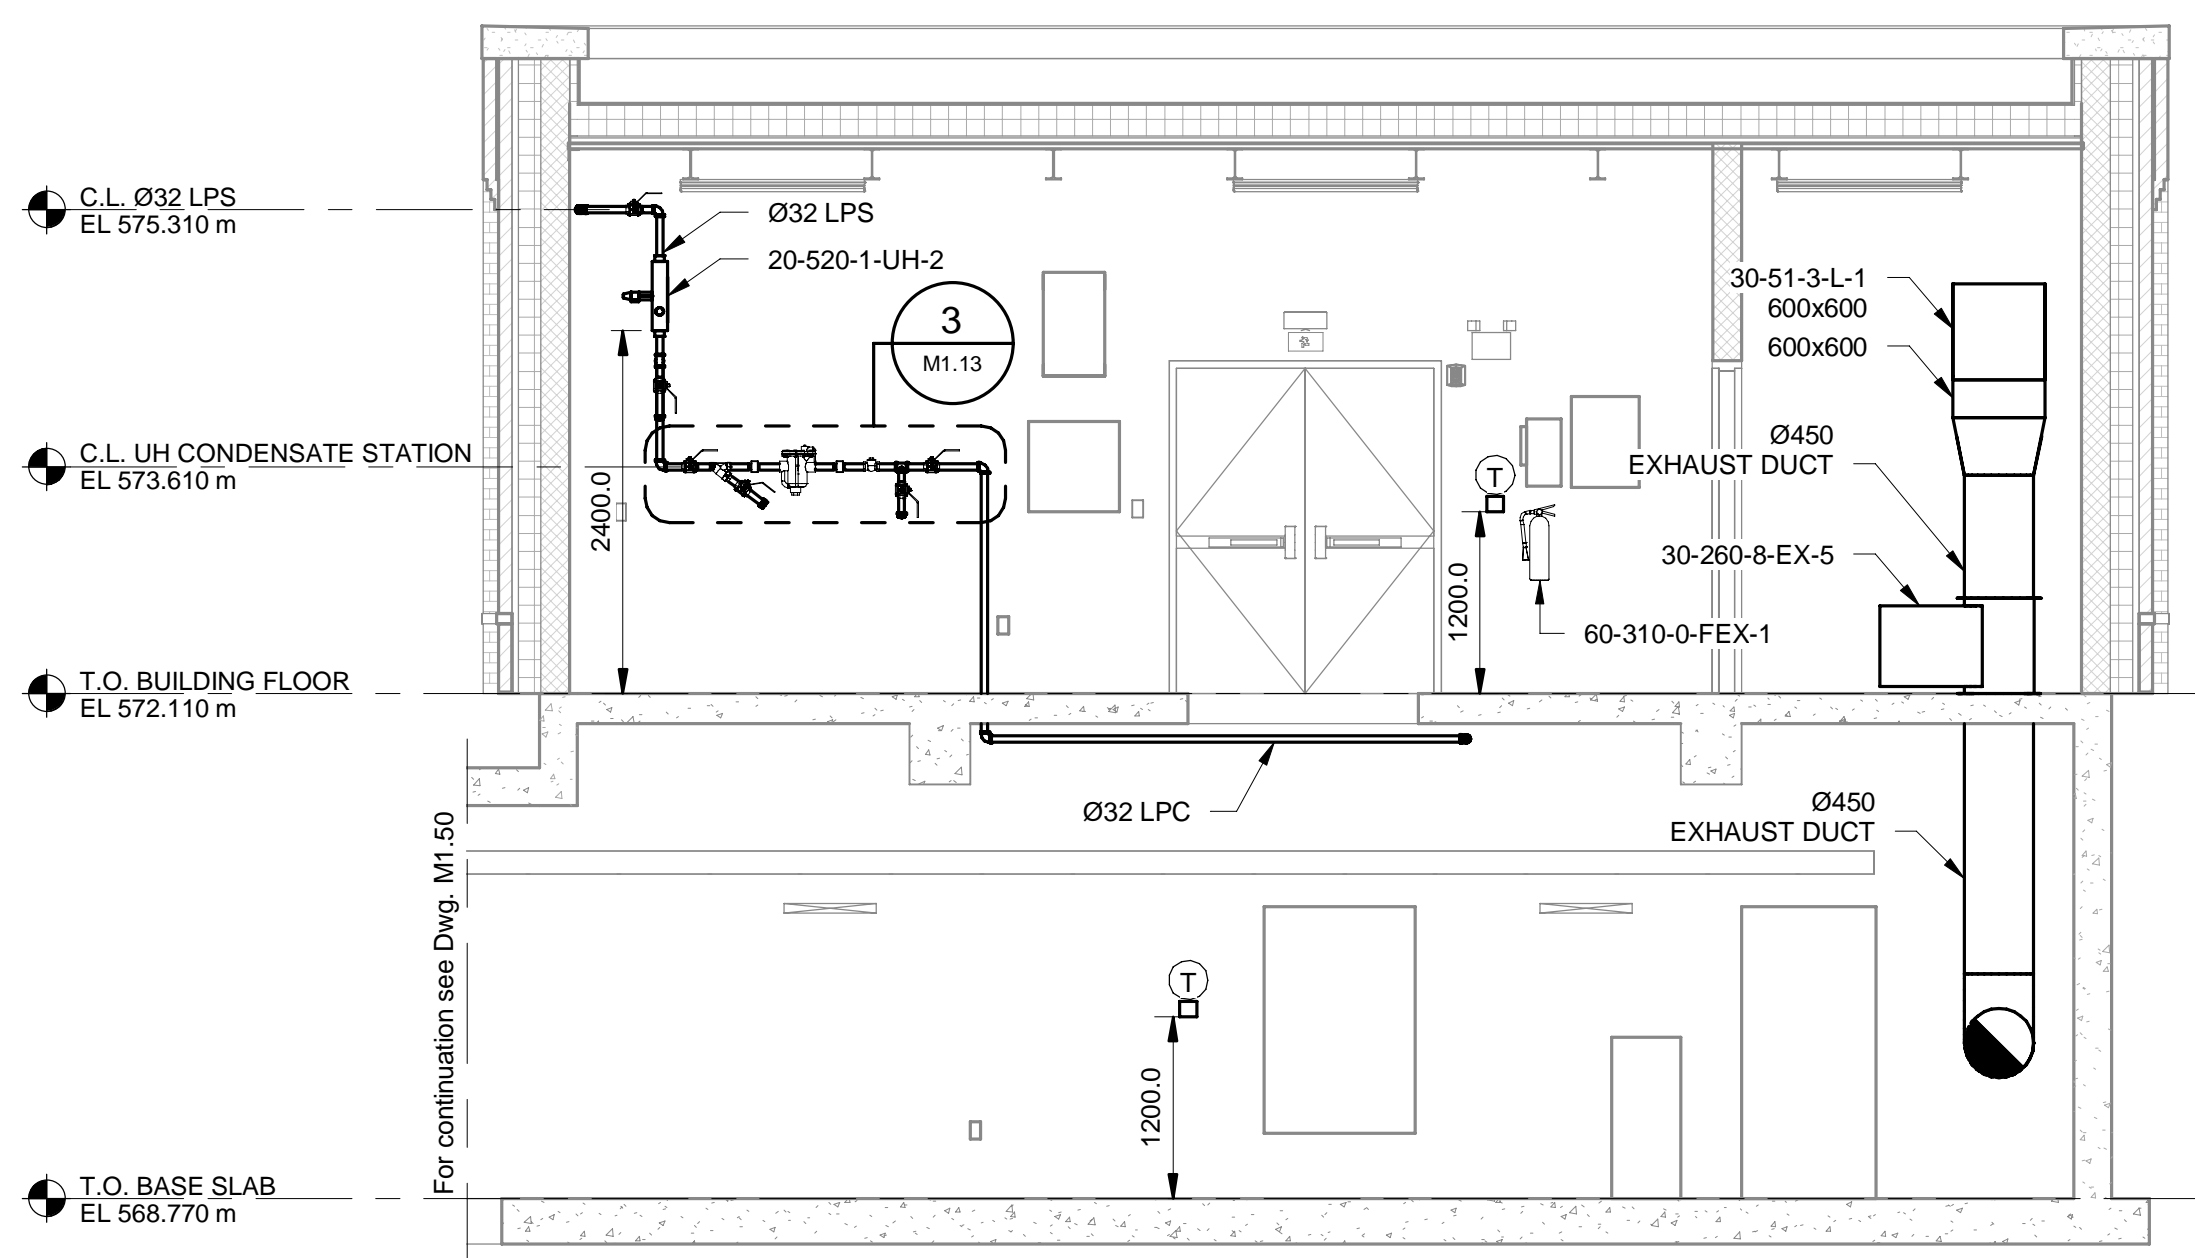 C.L. Ø32 LPS
EL 575.310 m
Ø32 LPS
20-520-1-UH-2
3
M1.13
30-51-3-L-1
600x600
600x600
Ø450
EXHAUST DUCT
C.L. UH CONDENSATE STATION
EL 573.610 m
T
2400.0
1200.0
30-260-8-EX-5
60-310-0-FEX-1
T.O. BUILDING FLOOR
EL 572.110 m
Ø32 LPC
Ø450
EXHAUST DUCT
For continuation see Dwg. M1.50
T
1200.0
T.O. BASE SLAB
EL 568.770 m